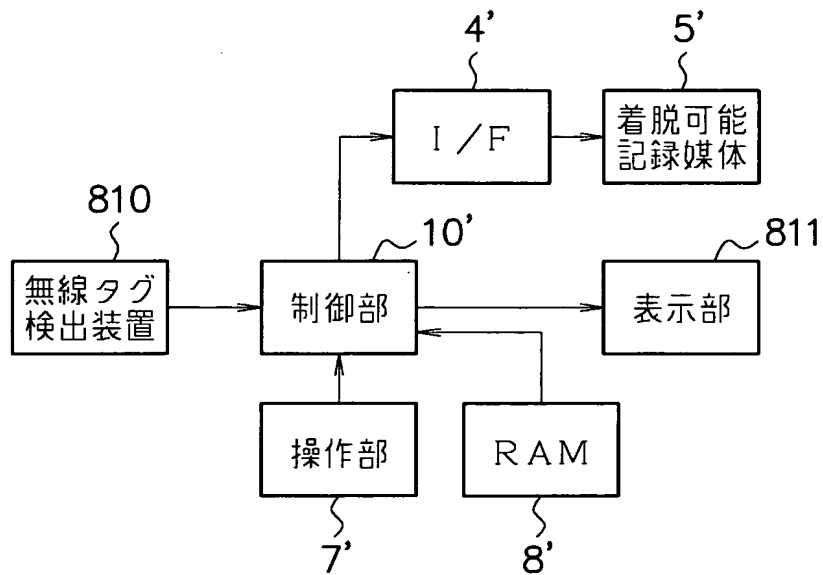 4'
5'
I/F
着脱可能
記録媒体
810
10'
811
無線タグ
検出装置
制御部
表示部
操作部
RAM
7'
8'